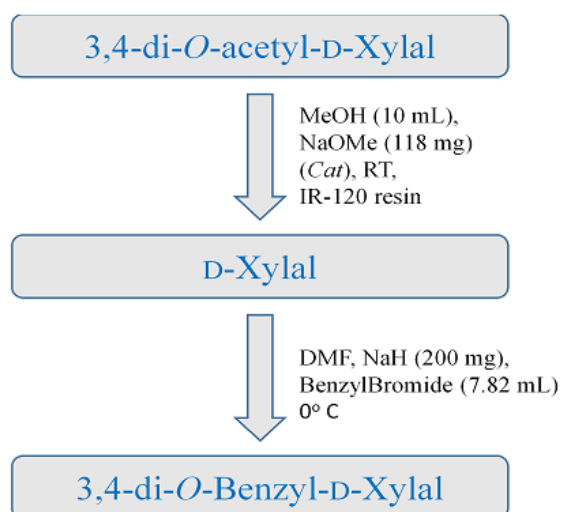 3,4-di-O-acetyl-D-Xylal
MeOH (10 mL),
NaOMe (118 mg)
(Cat), RT,
IR-120 resin
D-Xylal
DMF, NaH (200 mg),
BenzylBromide (7.82 mL)
0º C
3,4-di-O-Benzyl-D-Xylal